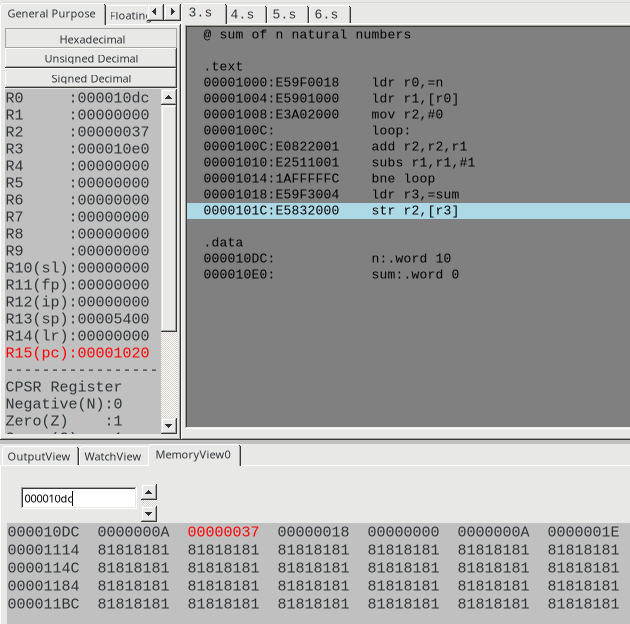 General Purpose
Floatin
3.s
4.s
5.s
6.s
Hexadecimal
Unsigned Decimal
Signed Decimal
R0 :000010dc
R1 :00000000
R2 :00000037
R3 :000010e0
R4 :00000000
R5 :00000000
R6 :00000000
R7 :00000000
R8 :00000000
R9 :00000000
R10(sl):00000000
R11(fp):00000000
R12(ip):00000000
R13(sp):00005400
R14(lr):00000000
R15(pc):00001020
-----------------
CPSR Register
Negative(N):0
Zero(Z) :1
@ sum of n natural numbers
.text
00001000:E59F0018 ldr r0,=n
00001004:E5901000 ldr r1,[r0]
00001008:E3A02000 mov r2,#0
0000100C: loop:
0000100C:E0822001 add r2,r2,r1
00001010:E2511001 subs r1,r1,#1
00001014:1AFFFFFC bne loop
00001018:E59F3004 ldr r3,=sum
0000101C:E5832000 str r2,[r3]
.data
000010DC: n:.word 10
000010E0: sum:.word 0
OutputView
WatchView
MemoryView0
000010dc
000010DC 0000000A 00000037 00000018 00000000 0000000A 0000001E
00001114 81818181 81818181 81818181 81818181 81818181 81818181
0000114C 81818181 81818181 81818181 81818181 81818181 81818181
00001184 81818181 81818181 81818181 81818181 81818181 81818181
000011BC 81818181 81818181 81818181 81818181 81818181 81818181